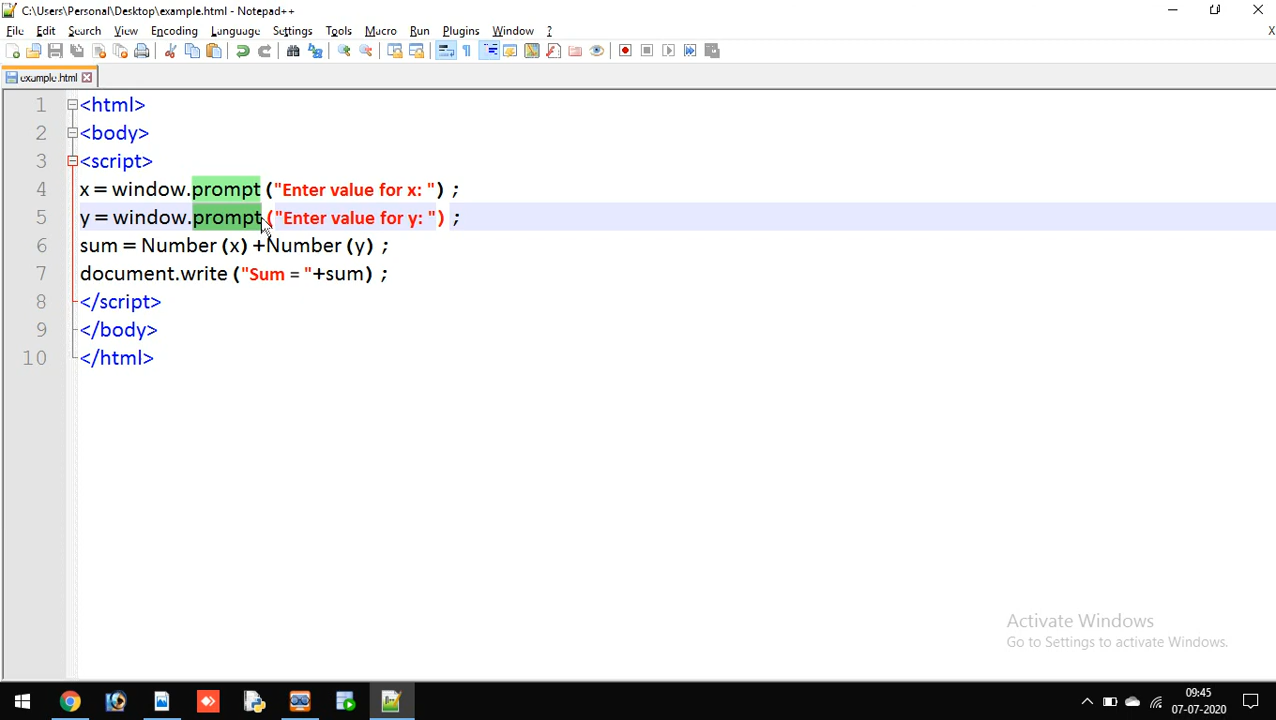 C:\Users\Personal\Desktop\example.html - Notepad++
File Edit Search View Encoding Language Settings Tools Macro Run Plugins Window ? X
example.html
1 <html>
2 <body>
3 <script>
4 x = window.prompt ("Enter value for x: ") ;
5 y = window.prompt ("Enter value for y: ") ;
6 sum = Number (x) +Number (y) ;
7 document.write ("Sum = "+sum) ;
8 </script>
9 </body>
10 </html>
Activate Windows
Go to Settings to activate Windows.
09:45
07-07-2020